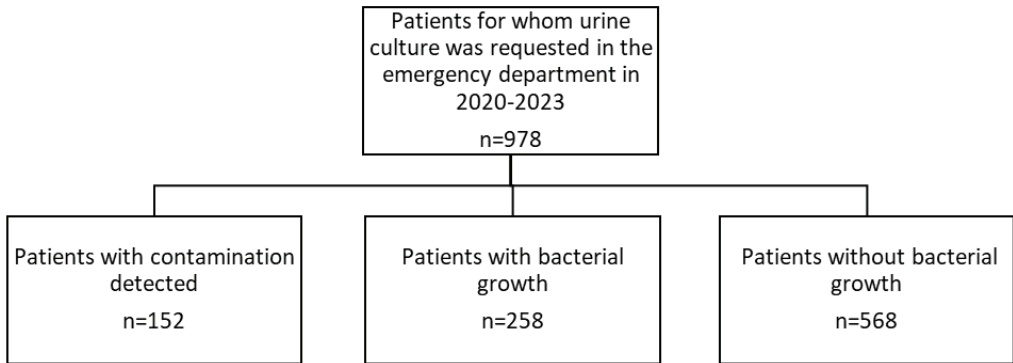 Patients for whom urine
culture was requested in the
emergency department in
2020-2023
n=978
Patients with contamination
detected
n=152
Patients with bacterial
growth
n=258
Patients without bacterial
growth
n=568